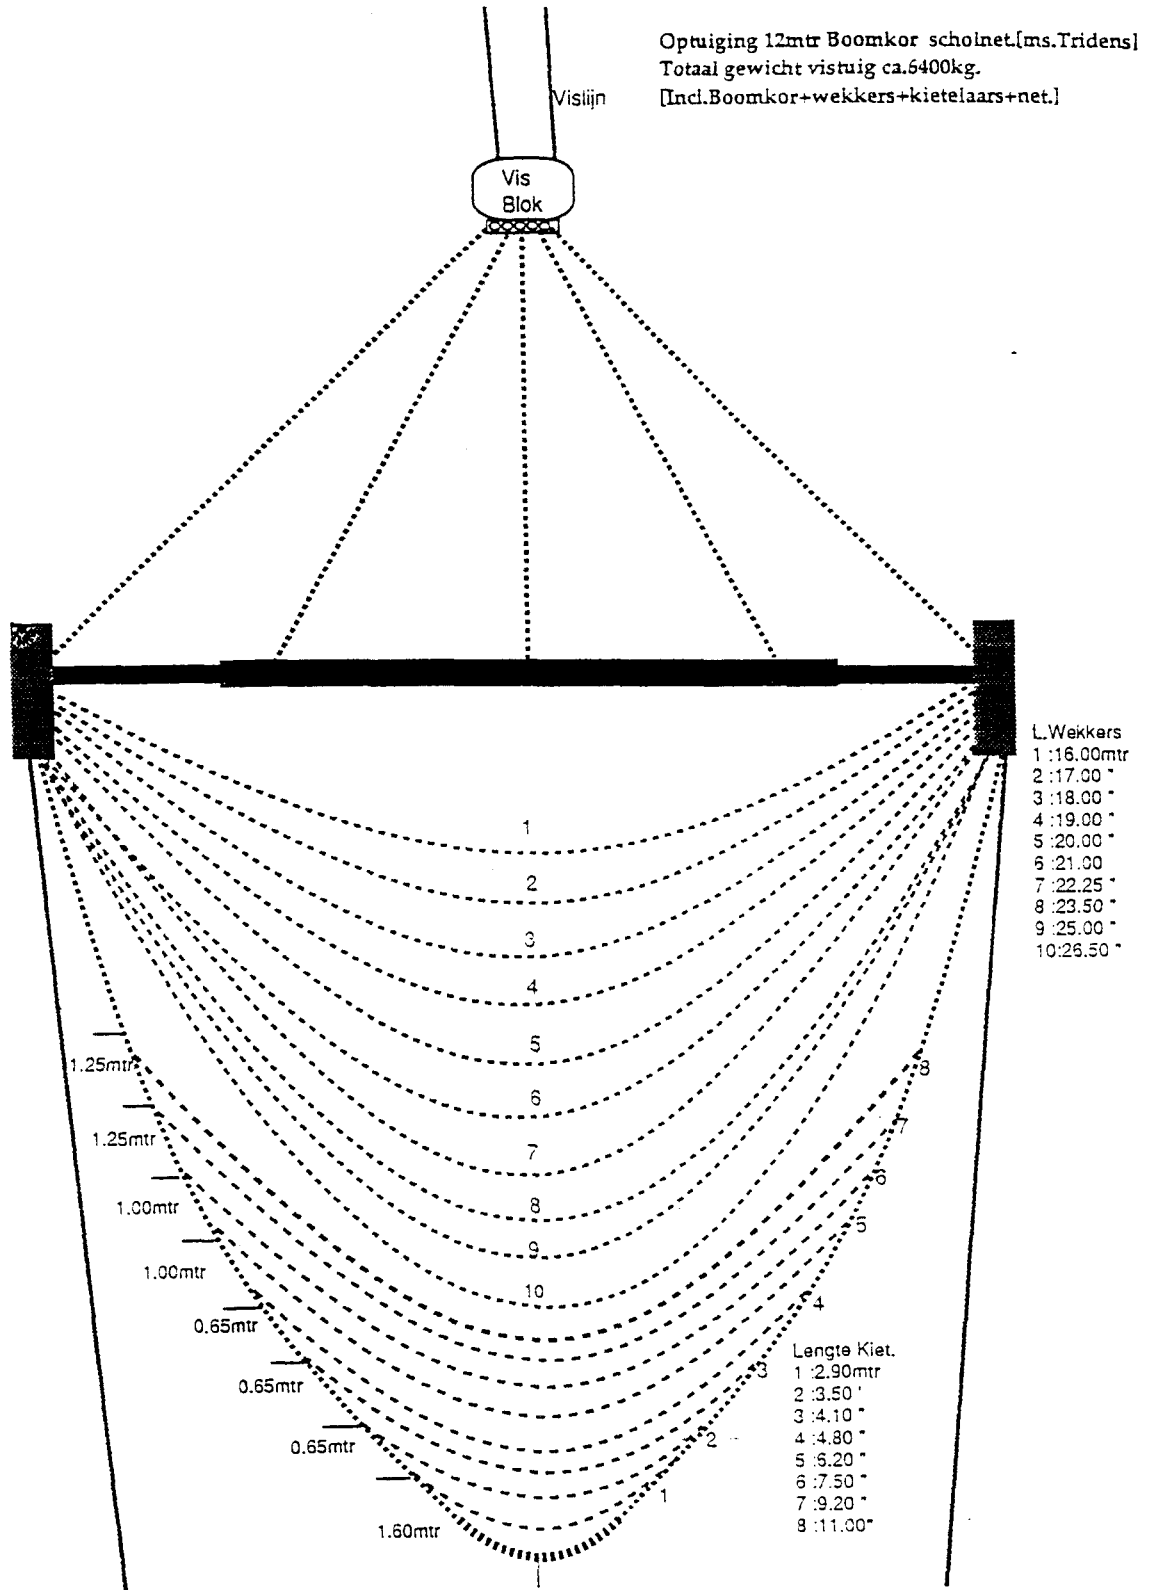 Optuiging 12mtr Boomkor scholnet.[ms.Tridens]
Totaal gewicht vistuig ca.6400kg.
[Incl.Boomkor+wekkers+kietelaars+net.]
Vislijn
Vis
Blok
L.Wekkers
1 :16.00mtr
2 :17.00 "
3 :18.00 "
4 :19.00 "
5 :20.00 "
6 :21.00
7 :22.25 "
8 :23.50 "
9 :25.00 "
10:26.50 "
1
2
3
4
5
6
7
8
9
10
1.25mtr
1.25mtr
1.00mtr
1.00mtr
0.65mtr
0.65mtr
0.65mtr
1.60mtr
8
7
6
5
4
3
2
1
Lengte Kiet.
1 :2.90mtr
2 :3.50 '
3 :4.10 "
4 :4.80 "
5 :6.20 "
6 :7.50 "
7 :9.20 "
8 :11.00"